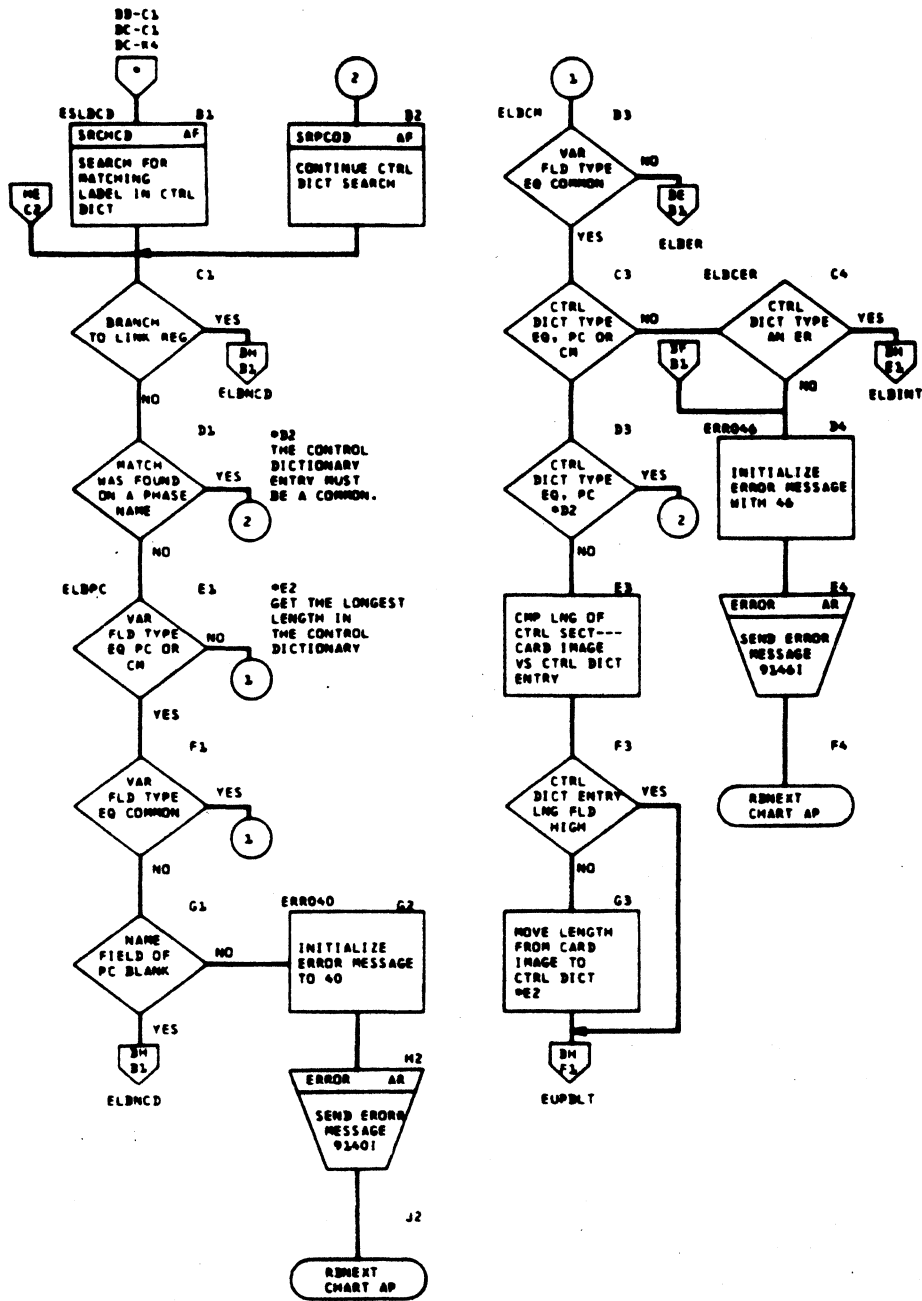 BB-C1
BC-C1
BC-K4
*
ESLBCD B1
SRCMCD AF
SEARCH FOR
MATCHING
LABEL IN CTRL
DICT
2
B2
SRPCOD AF
CONTINUE CTRL
DICT SEARCH
C2
C1
BRANCH
TO LINK REG
YES
BH
B1
ELBNCD
NO
D1
MATCH
WAS FOUND
ON A PHASE
NAME
YES
2
*D2
THE CONTROL
DICTIONARY
ENTRY MUST
BE A COMMON.
NO
ELBPC E1
VAR
FLD TYPE
EQ PC OR
CM
NO
1
*E2
GET THE LONGEST
LENGTH IN
THE CONTROL
DICTIONARY
YES
F1
VAR
FLD TYPE
EQ COMMON
YES
1
NO
G1
NAME
FIELD OF
PC BLANK
NO
YES
BH
B1
ELBNCD
ERR040 G2
INITIALIZE
ERROR MESSAGE
TO 40
H2
ERROR AR
SEND ERORR
MESSAGE
9140I
J2
RBNEXT
CHART AP
1
ELBCM B3
VAR
FLD TYPE
EQ COMMON
NO
BE
B1
ELBER
YES
C3
CTRL
DICT TYPE
EQ. PC OR
CM
NO
ELBCER C4
CTRL
DICT TYPE
AN ER
YES
BH
E1
ELBINT
BF
B1
NO
D3
CTRL
DICT TYPE
EQ. PC
*D2
YES
2
NO
ERR046 D4
INITIALIZE
ERROR MESSAGE
WITH 46
E3
CMP LNG OF
CTRL SECT---
CARD IMAGE
VS CTRL DICT
ENTRY
E4
ERROR AR
SEND ERROR
MESSAGE
9146I
F3
CTRL
DICT ENTRY
LNG FLD
HIGH
YES
NO
F4
RBNEXT
CHART AP
G3
MOVE LENGTH
FROM CARD
IMAGE TO
CTRL DICT
*E2
BH
F1
EUPDLT